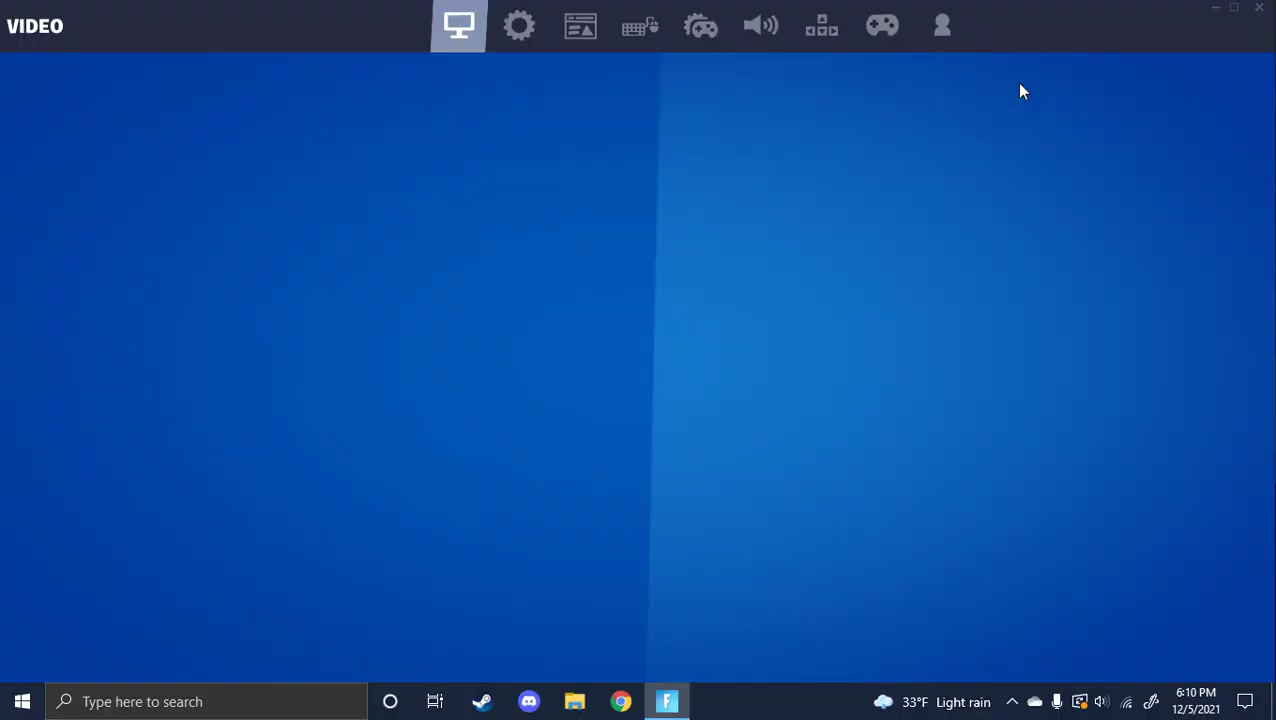 VIDEO
Type here to search
F
33°F Light rain
6:10 PM
12/5/2021